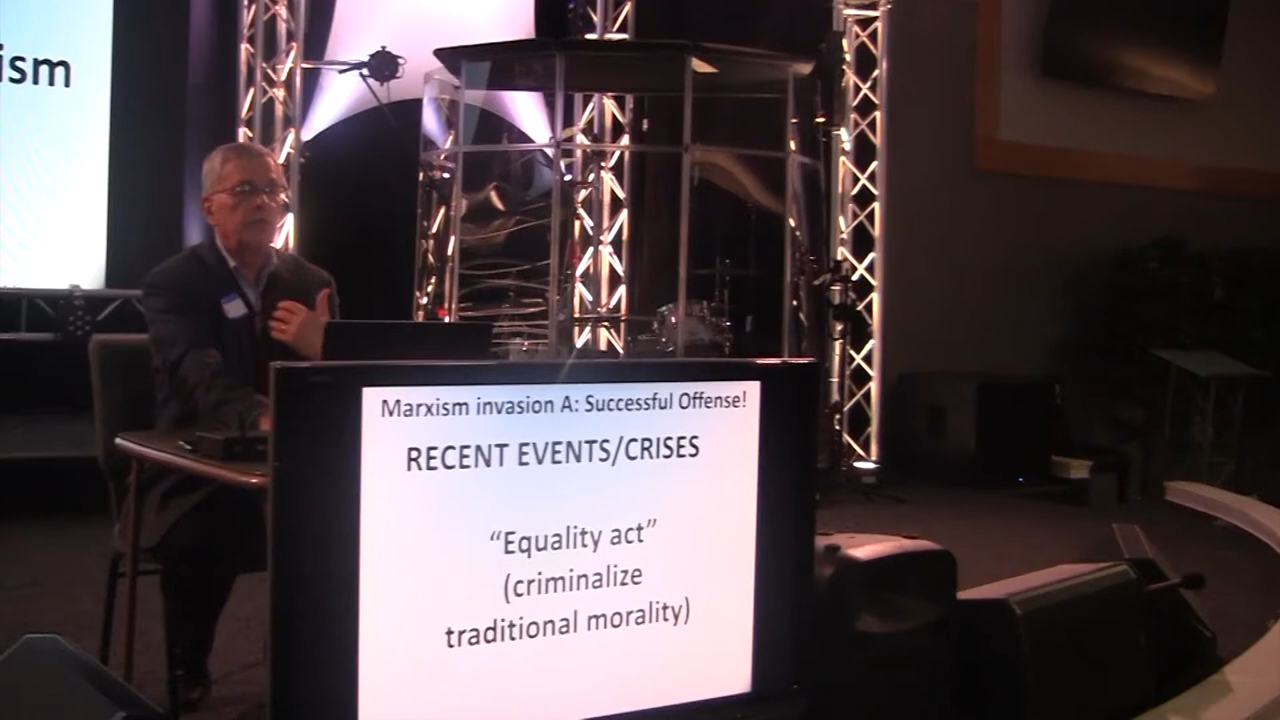 ism
Marxism invasion A: Successful Offense!
RECENT EVENTS/CRISES
“Equality act”
(criminalize
traditional morality)